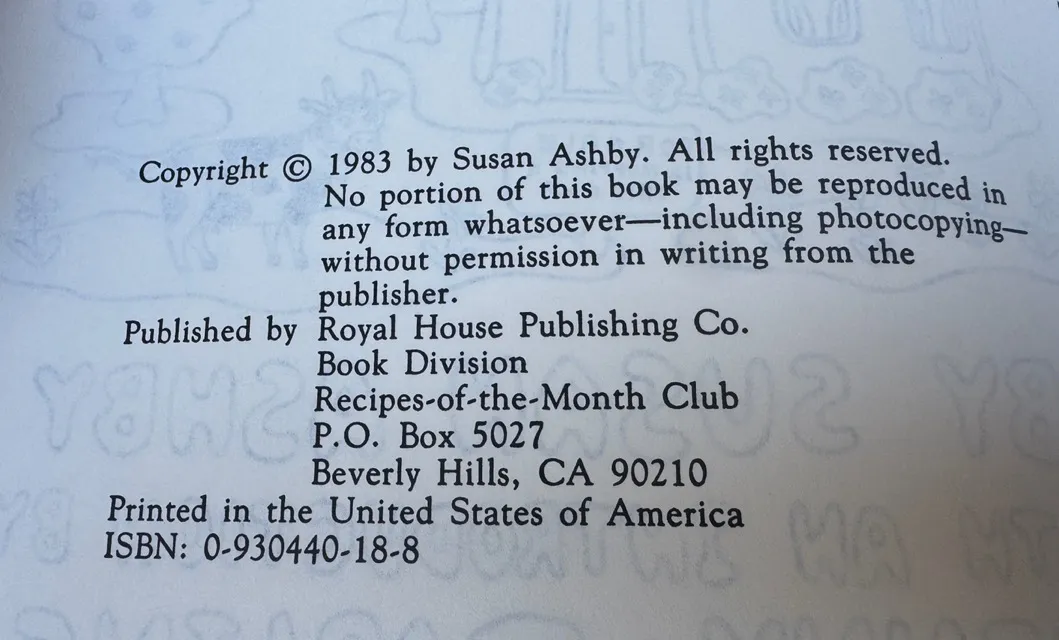 Copyright © 1983 by Susan Ashby. All rights reserved.
No portion of this book may be reproduced in
any form whatsoever—including photocopying—
without permission in writing from the
publisher.
Published by Royal House Publishing Co.
Book Division
Recipes-of-the-Month Club
P.O. Box 5027
Beverly Hills, CA 90210
Printed in the United States of America
ISBN: 0-930440-18-8